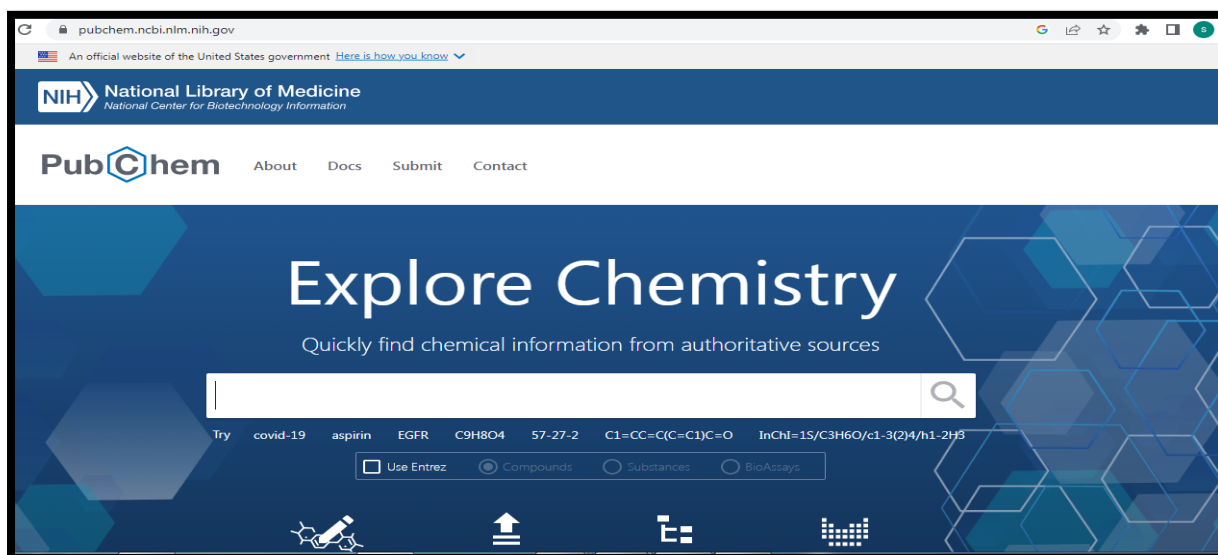 pubchem.ncbi.nlm.nih.gov
G
S
An official website of the United States government Here is how you know
NIH National Library of Medicine
National Center for Biotechnology Information
PubChem About Docs Submit Contact
Explore Chemistry
Quickly find chemical information from authoritative sources
Try covid-19 aspirin EGFR C9H8O4 57-27-2 C1=CC=C(C=C1)C=O InChI=1S/C3H6O/c1-3(2)4/h1-2H3
Use Entrez Compounds Substances BioAssays